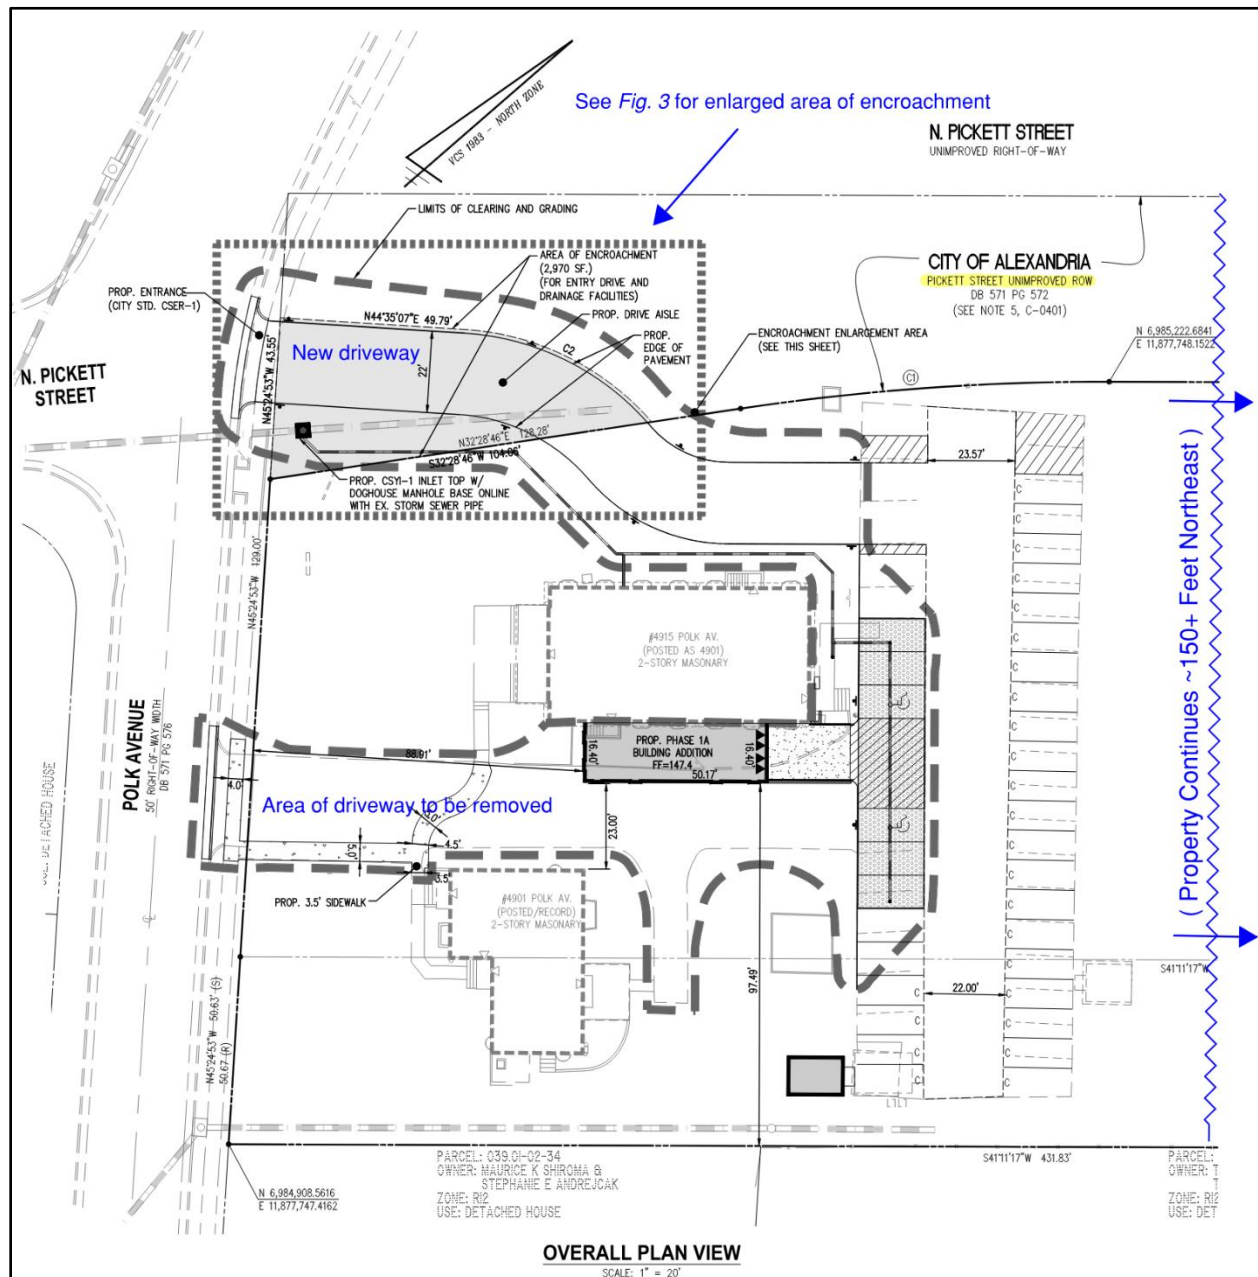 See Fig. 3 for enlarged area of encroachment
N. PICKETT STREET
UNIMPROVED RIGHT-OF-WAY
VCS 1983 - NORTH ZONE
LIMITS OF CLEARING AND GRADING
AREA OF ENCROACHMENT
(2,970 SF.)
(FOR ENTRY DRIVE AND
DRAINAGE FACILITIES)
CITY OF ALEXANDRIA
PICKETT STREET UNIMPROVED ROW
DB 571 PG 572
(SEE NOTE 5, C-0401)
PROP. ENTRANCE
(CITY STD. CSER-1)
N44°35'07"E 49.79'
PROP. DRIVE AISLE
C2
PROP.
EDGE OF
PAVEMENT
ENCROACHMENT ENLARGEMENT AREA
(SEE THIS SHEET)
N 6,985,222.6841
E 11,877,748.1522
N. PICKETT
STREET
New driveway
22'
N45°24'53"W 43.55'
C1
N32°28'46"E 128.28'
S32°28'46"W 104.06'
PROP. CSYI-1 INLET TOP W/
DOGHOUSE MANHOLE BASE ONLINE
WITH EX. STORM SEWER PIPE
23.57'
C
C
C
C
C
C
C
C
( Property Continues ~150+ Feet Northeast )
N45°24'53"W 129.00'
#4915 POLK AV.
(POSTED AS 4901)
2-STORY MASONARY
POLK AVENUE
50' RIGHT-OF-WAY WIDTH
DB 571 PG 576
88.91'
16.40'
PROP. PHASE 1A
BUILDING ADDITION
FF=147.4
50.17'
16.40'
4.0'
Area of driveway to be removed
4.5'
5.0'
3.5'
23.00'
PROP. 3.5' SIDEWALK
#4901 POLK AV.
(POSTED/RECORD)
2-STORY MASONARY
DETACHED HOUSE
97.49'
S41°11'17"W
22.00'
C
C
C
C
C
C
C
C
N45°24'53"W 50.63' (S)
50.67 (R)
PARCEL: 039.01-02-34
OWNER: MAURICE K SHIROMA &
STEPHANIE E ANDREJCAK
ZONE: R12
USE: DETACHED HOUSE
S41°11'17"W 431.83'
PARCEL:
OWNER: T
T
ZONE: R12
USE: DET
N 6,984,908.5616
E 11,877,747.4162
OVERALL PLAN VIEW
SCALE: 1" = 20'